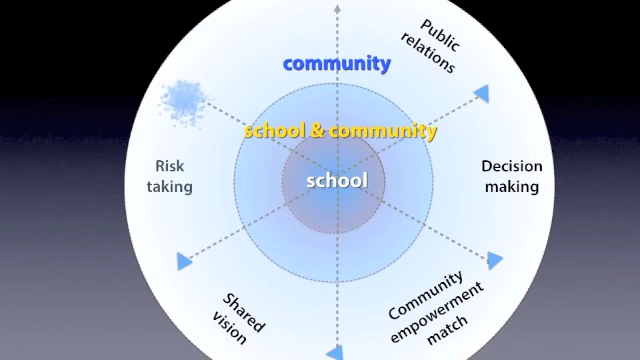 Public
relations
community
school & community
Risk
taking
school
Decision
making
Shared
vision
Community
empowerment
match